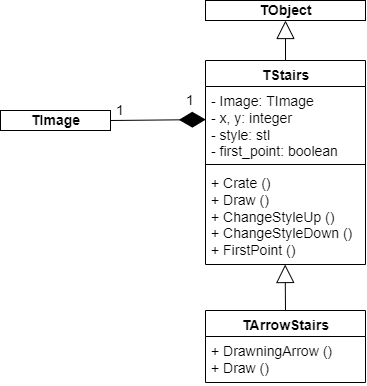 TObject
TStairs
- Image: TImage
- x, y: integer
- style: stl
- first_point: boolean
1
1
TImage
+ Crate ()
+ Draw ()
+ ChangeStyleUp ()
+ ChangeStyleDown ()
+ FirstPoint ()
TArrowStairs
+ DrawningArrow ()
+ Draw ()